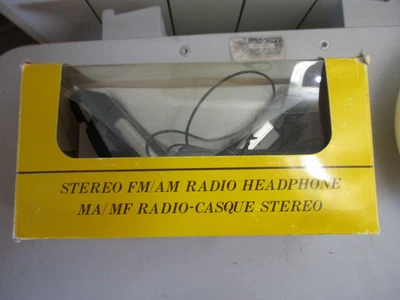 STEREO FM/AM RADIO HEADPHONE
MA/MF RADIO-CASQUE STEREO